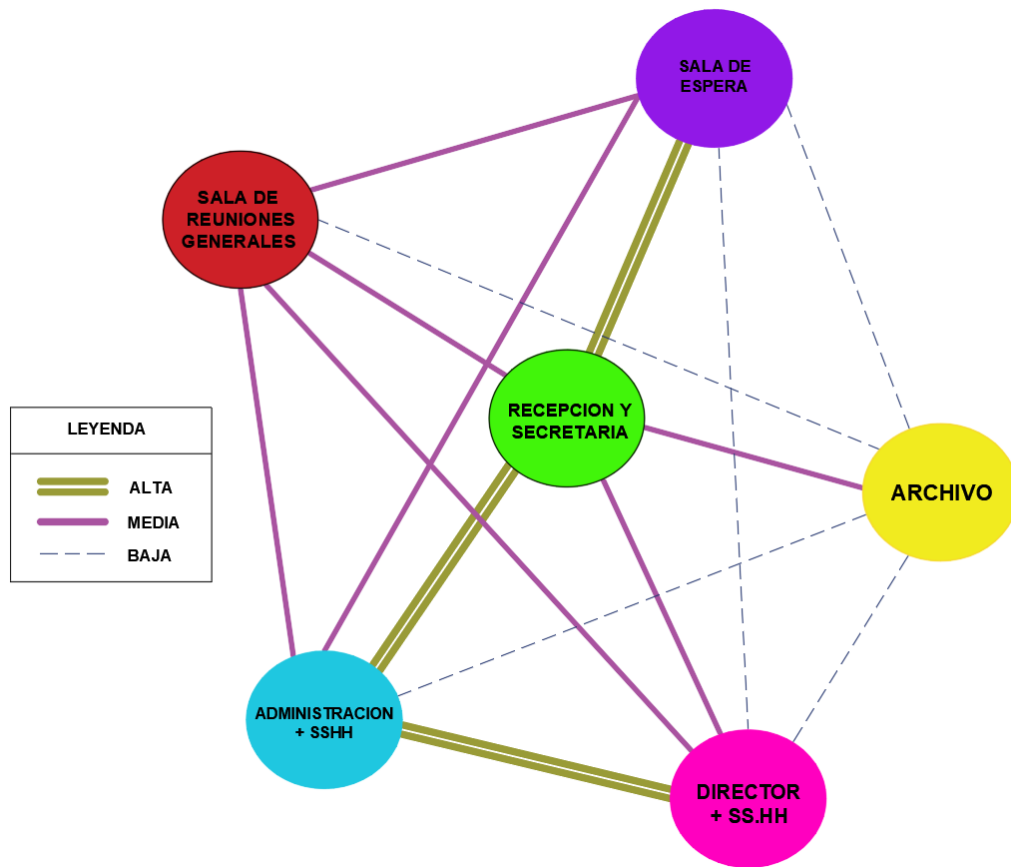 SALA DE
ESPERA
SALA DE
REUNIONES
GENERALES
RECEPCION Y
SECRETARIA
LEYENDA
ALTA
MEDIA
BAJA
ARCHIVO
ADMINISTRACION
+ SSHH
DIRECTOR
+ SS.HH